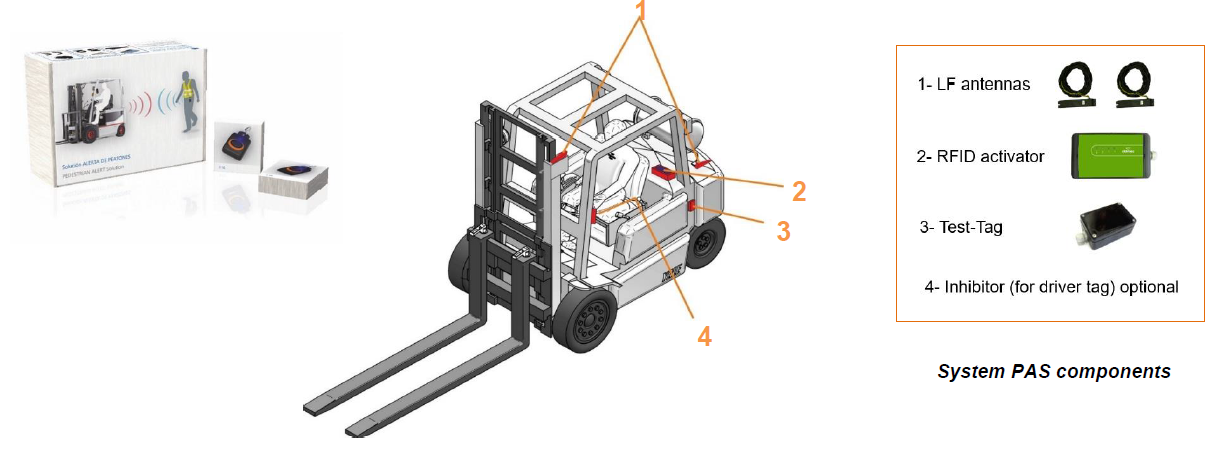 Solución ALERTA DE PEATONES
PEDESTRIAN ALERT Solution
1
2
3
4
1- LF antennas
2- RFID activator
3- Test-Tag
4- Inhibitor (for driver tag) optional
System PAS components